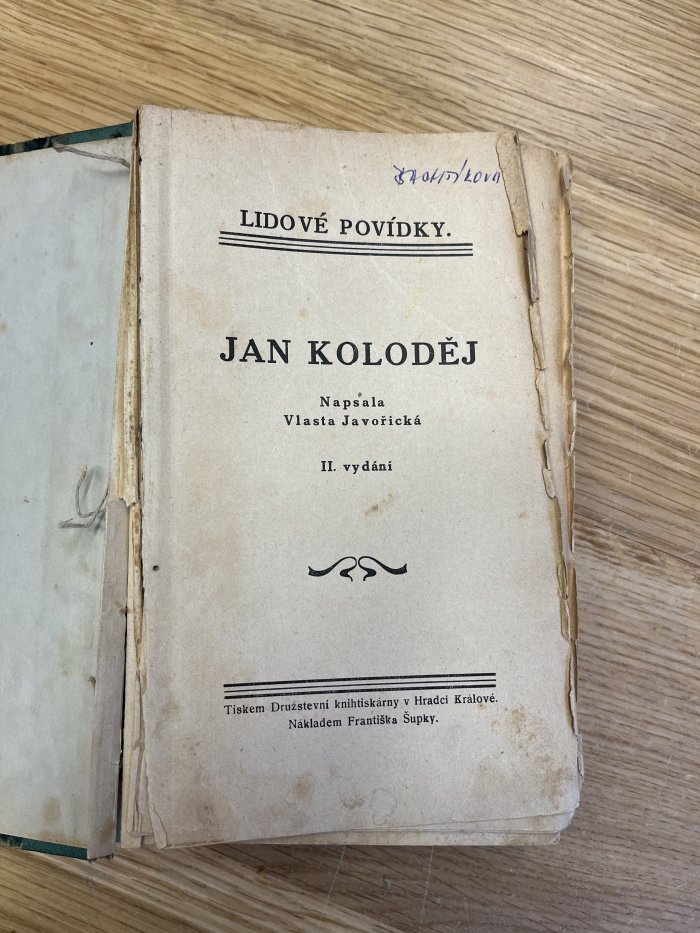 LIDOVÉ POVÍDKY.
JAN KOLODĚJ
Napsala
Vlasta Javořická
II. vydání
Tiskem Družstevní knihtiskárny v Hradci Králové.
Nákladem Františka Šupky.